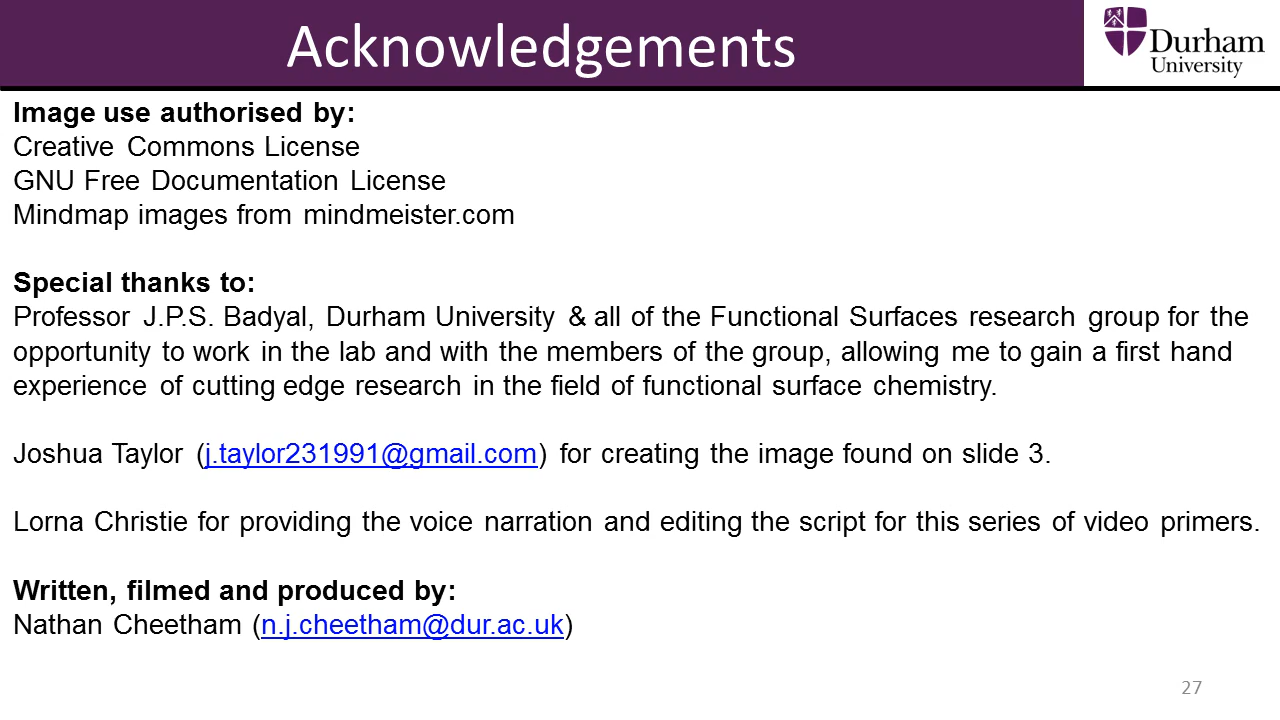 Acknowledgements
Durham
University
Image use authorised by:
Creative Commons License
GNU Free Documentation License
Mindmap images from mindmeister.com
Special thanks to:
Professor J.P.S. Badyal, Durham University & all of the Functional Surfaces research group for the
opportunity to work in the lab and with the members of the group, allowing me to gain a first hand
experience of cutting edge research in the field of functional surface chemistry.
Joshua Taylor (j.taylor231991@gmail.com) for creating the image found on slide 3.
Lorna Christie for providing the voice narration and editing the script for this series of video primers.
Written, filmed and produced by:
Nathan Cheetham (n.j.cheetham@dur.ac.uk)
27